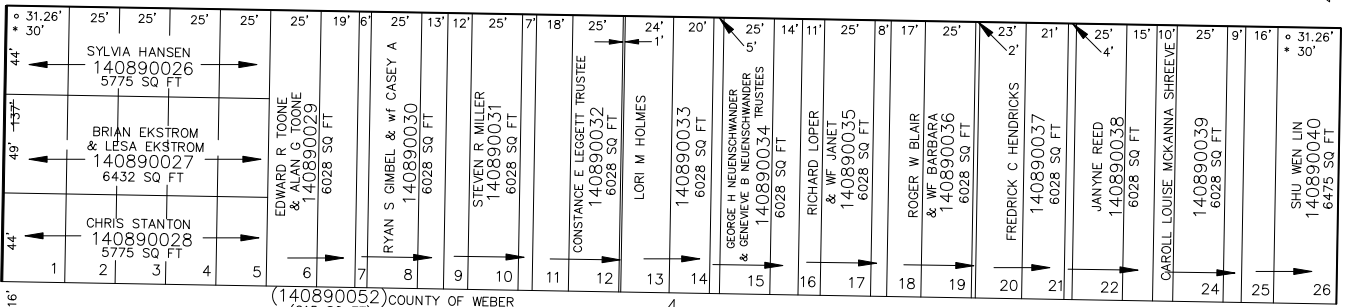 ° 31.26' 25' 25' 25' 25' 25' 19' 6' 25' 13' 12' 25' 7' 18' 25' 24' 20' 25' 14' 11' 25' 8' 17' 25' 23' 21' 25' 15' 10' 25' 9' 16' ° 31.26'
* 30' 1' 5' 2' 4' * 30'
44'
SYLVIA HANSEN
140890026
5775 SQ FT
137'
49'
BRIAN EKSTROM
& LESA EKSTROM
140890027
6432 SQ FT
44'
CHRIS STANTON
140890028
5775 SQ FT
EDWARD R TOONE
& ALAN G TOONE
140890029
6028 SQ FT
RYAN S GIMBEL & wf CASEY A
140890030
6028 SQ FT
STEVEN R MILLER
140890031
6028 SQ FT
CONSTANCE E LEGGETT TRUSTEE
140890032
6028 SQ FT
LORI M HOLMES
140890033
6028 SQ FT
GEORGE H NEUENSCHWANDER
& GENEVIEVE B NEUENSCHWANDER
TRUSTEES
140890034
6028 SQ FT
RICHARD LOPER
& WF JANET
140890035
6028 SQ FT
ROGER W BLAIR
& WF BARBARA
140890036
6028 SQ FT
FREDRICK C HENDRICKS
140890037
6028 SQ FT
JANYNE REED
140890038
6028 SQ FT
CAROLL LOUISE MCKANNA SHREEVE
140890039
6028 SQ FT
SHU WEN LIN
140890040
6475 SQ FT
1 2 3 4 5 6 7 8 9 10 11 12 13 14 15 16 17 18 19 20 21 22 24 25 26
16'
(140890052) COUNTY OF WEBER
4